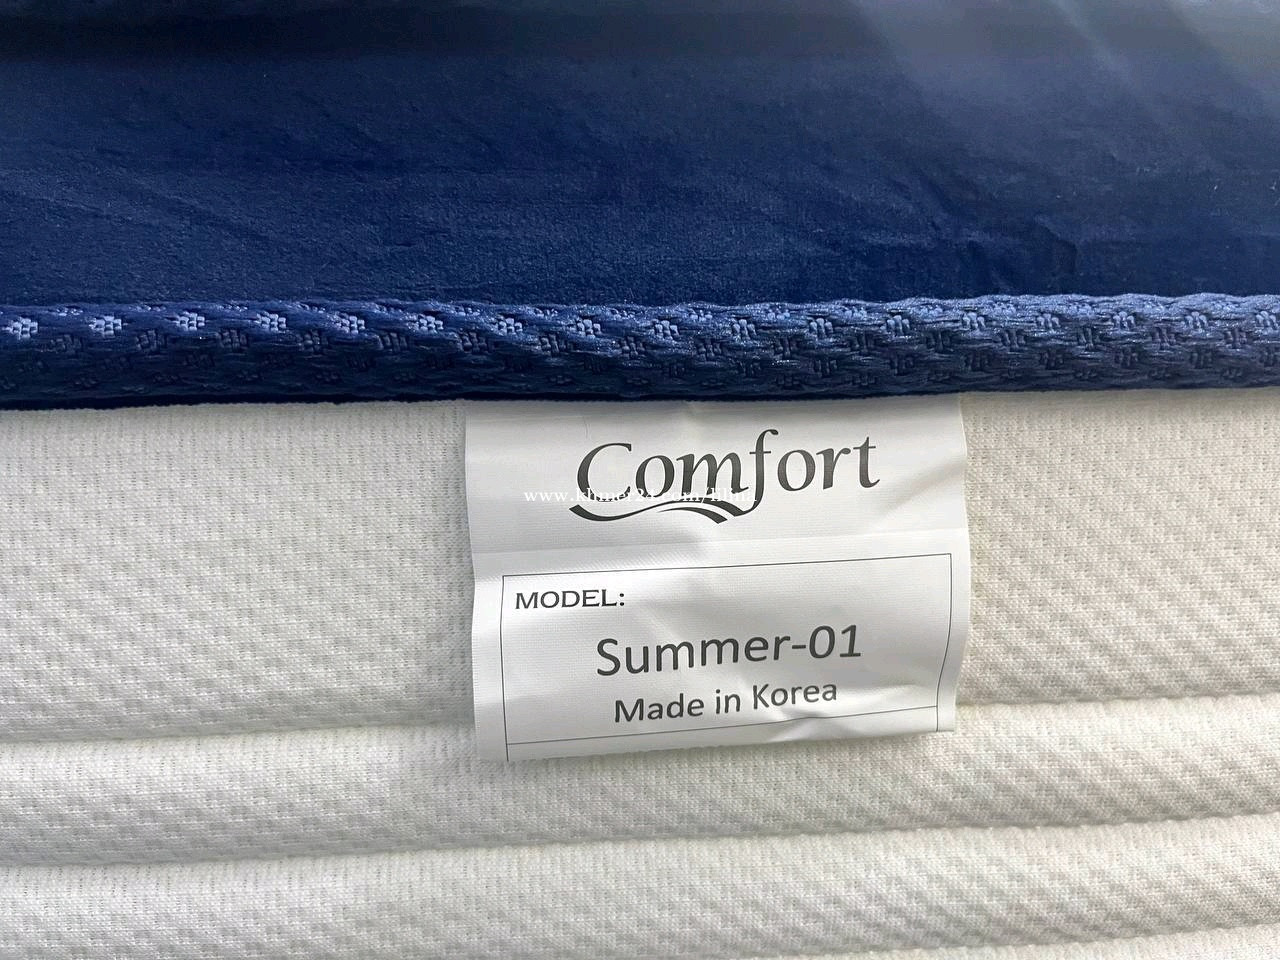 Comfort
MODEL:
Summer-01
Made in Korea